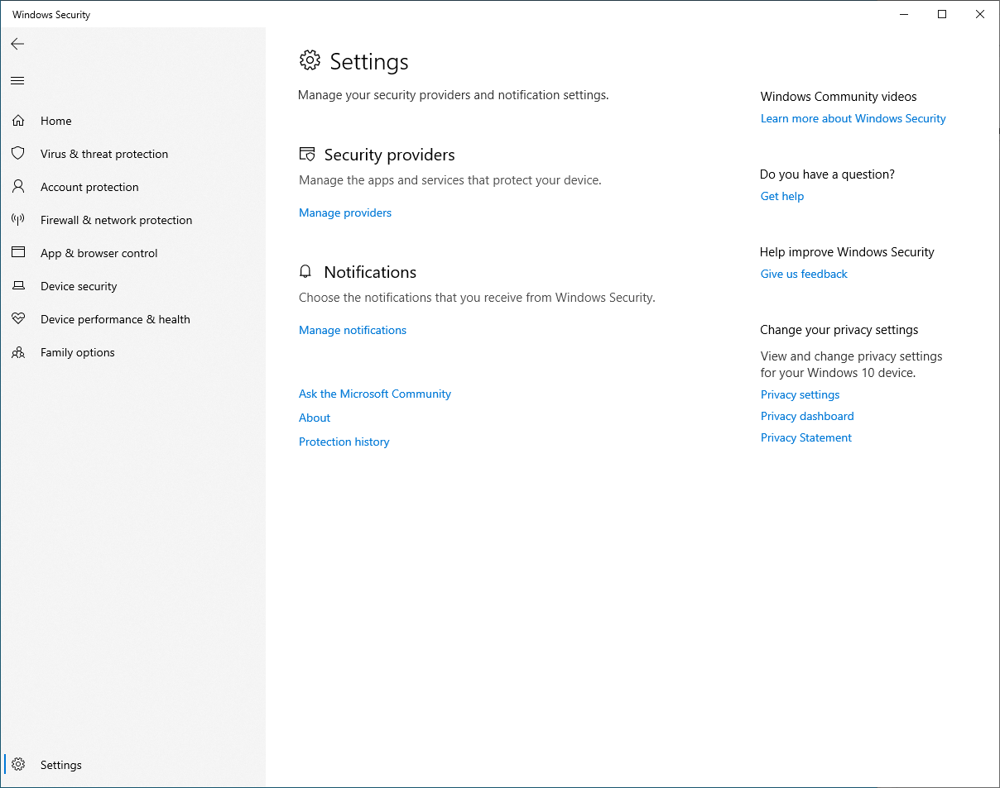 Windows Security
Home
Virus & threat protection
Account protection
Firewall & network protection
App & browser control
Device security
Device performance & health
Family options
Settings
Settings
Manage your security providers and notification settings.
Security providers
Manage the apps and services that protect your device.
Manage providers
Notifications
Choose the notifications that you receive from Windows Security.
Manage notifications
Ask the Microsoft Community
About
Protection history
Windows Community videos
Learn more about Windows Security
Do you have a question?
Get help
Help improve Windows Security
Give us feedback
Change your privacy settings
View and change privacy settings
for your Windows 10 device.
Privacy settings
Privacy dashboard
Privacy Statement